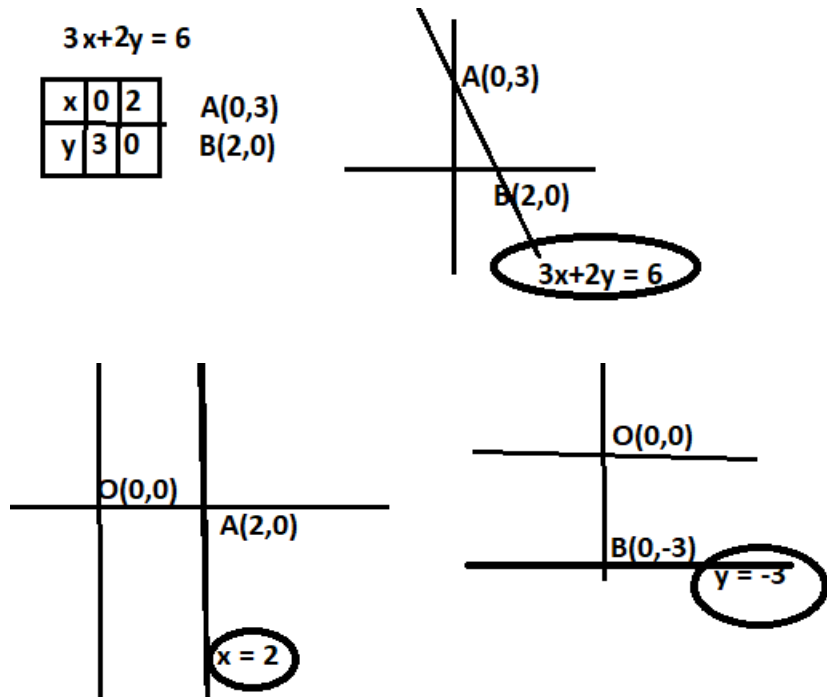 3x+2y = 6
x 0 2
y 3 0
A(0,3)
B(2,0)
A(0,3)
B(2,0)
3x+2y = 6
O(0,0)
A(2,0)
x = 2
O(0,0)
B(0,-3)
y = -3